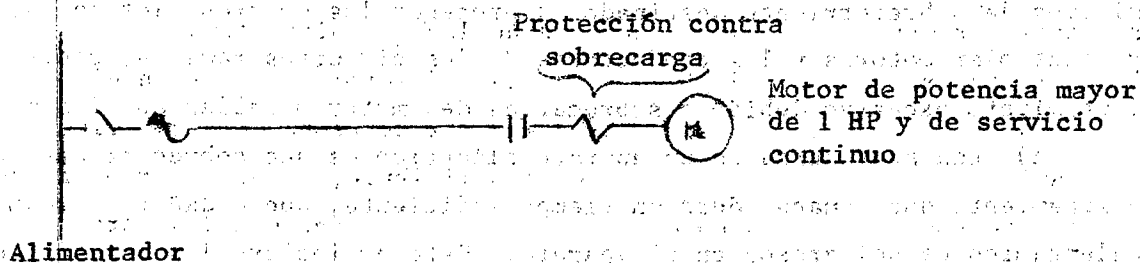 Protección contra
sobrecarga
Motor de potencia mayor
de 1 HP y de servicio
continuo
M
Alimentador